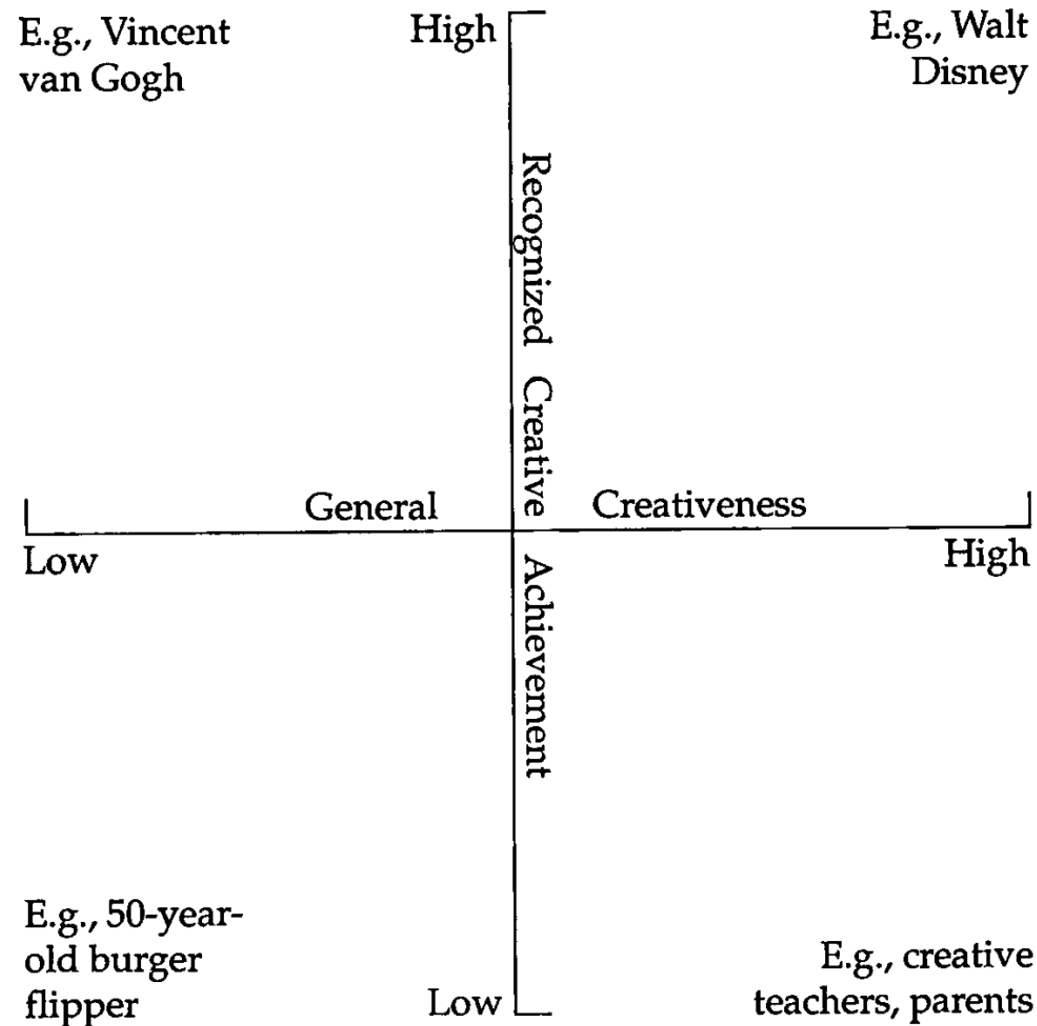 E.g., Vincent
van Gogh
High
E.g., Walt
Disney
Recognized Creative Achievement
General Creativeness
Low
High
E.g., 50-year-
old burger
flipper
Low
E.g., creative
teachers, parents